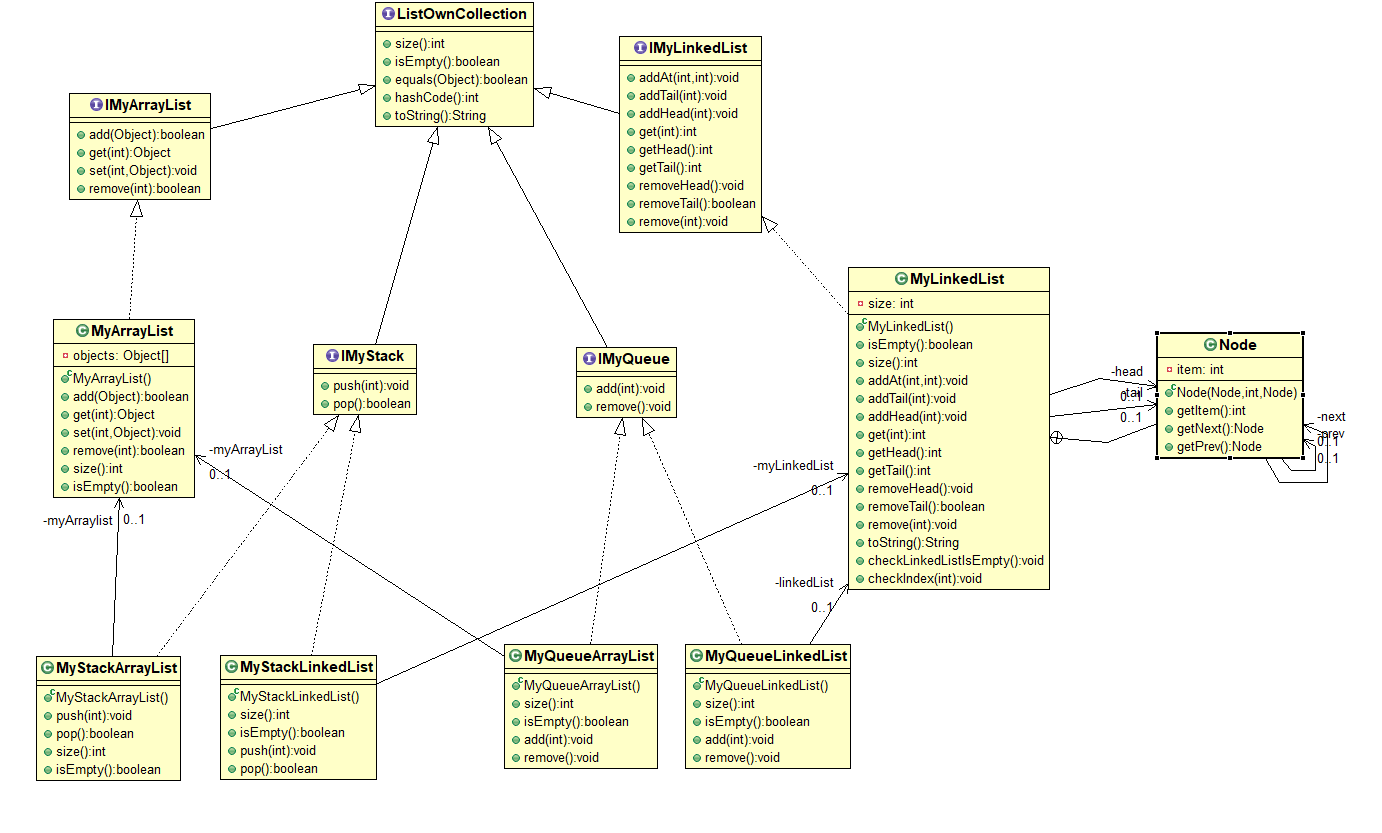 ListOwnCollection
size():int
isEmpty():boolean
equals(Object):boolean
hashCode():int
toString():String
IMyLinkedList
addAt(int,int):void
addTail(int):void
addHead(int):void
get(int):int
getHead():int
getTail():int
removeHead():void
removeTail():boolean
remove(int):void
IMyArrayList
add(Object):boolean
get(int):Object
set(int,Object):void
remove(int):boolean
MyLinkedList
size: int
MyLinkedList()
isEmpty():boolean
size():int
addAt(int,int):void
addTail(int):void
addHead(int):void
get(int):int
getHead():int
getTail():int
removeHead():void
removeTail():boolean
remove(int):void
toString():String
checkLinkedListIsEmpty():void
checkIndex(int):void
-head
-tail
0..1
0..1
Node
item: int
Node(Node,int,Node)
getItem():int
getNext():Node
getPrev():Node
-next
-prev
0..1
0..1
MyArrayList
objects: Object[]
MyArrayList()
add(Object):boolean
get(int):Object
set(int,Object):void
remove(int):boolean
size():int
isEmpty():boolean
IMyStack
push(int):void
pop():boolean
IMyQueue
add(int):void
remove():void
-myArrayList
0..1
-myArraylist
0..1
-myLinkedList
0..1
-linkedList
0..1
MyStackArrayList
MyStackArrayList()
push(int):void
pop():boolean
size():int
isEmpty():boolean
MyStackLinkedList
MyStackLinkedList()
size():int
isEmpty():boolean
push(int):void
pop():boolean
MyQueueArrayList
MyQueueArrayList()
size():int
isEmpty():boolean
add(int):void
remove():void
MyQueueLinkedList
MyQueueLinkedList()
size():int
isEmpty():boolean
add(int):void
remove():void